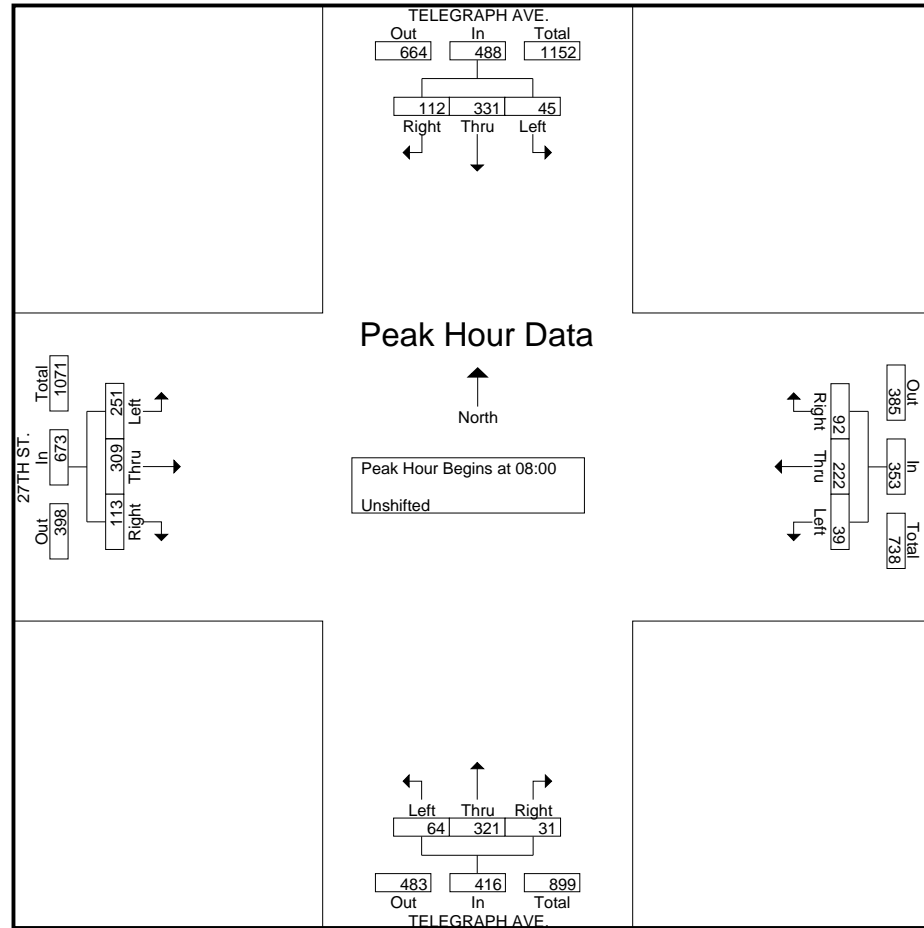 TELEGRAPH AVE.
Out In Total
664 488 1152
112 331 45
Right Thru Left
Peak Hour Data
North
Peak Hour Begins at 08:00
Unshifted
27TH ST.
Total In Out
1071 673 398
251 309 113
Left Thru Right
Out In Total
385 353 738
92 222 39
Right Thru Left
Left Thru Right
64 321 31
483 416 899
Out In Total
TELEGRAPH AVE.